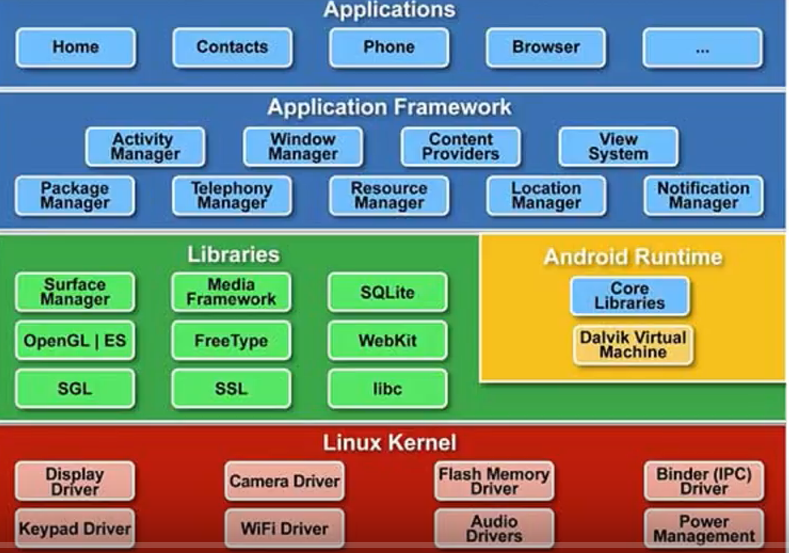 Applications
Home
Contacts
Phone
Browser
...
Application Framework
Activity
Manager
Window
Manager
Content
Providers
View
System
Package
Manager
Telephony
Manager
Resource
Manager
Location
Manager
Notification
Manager
Libraries
Surface
Manager
Media
Framework
SQLite
OpenGL | ES
FreeType
WebKit
SGL
SSL
libc
Android Runtime
Core
Libraries
Dalvik Virtual
Machine
Linux Kernel
Display
Driver
Camera Driver
Flash Memory
Driver
Binder (IPC)
Driver
Keypad Driver
WiFi Driver
Audio
Drivers
Power
Management